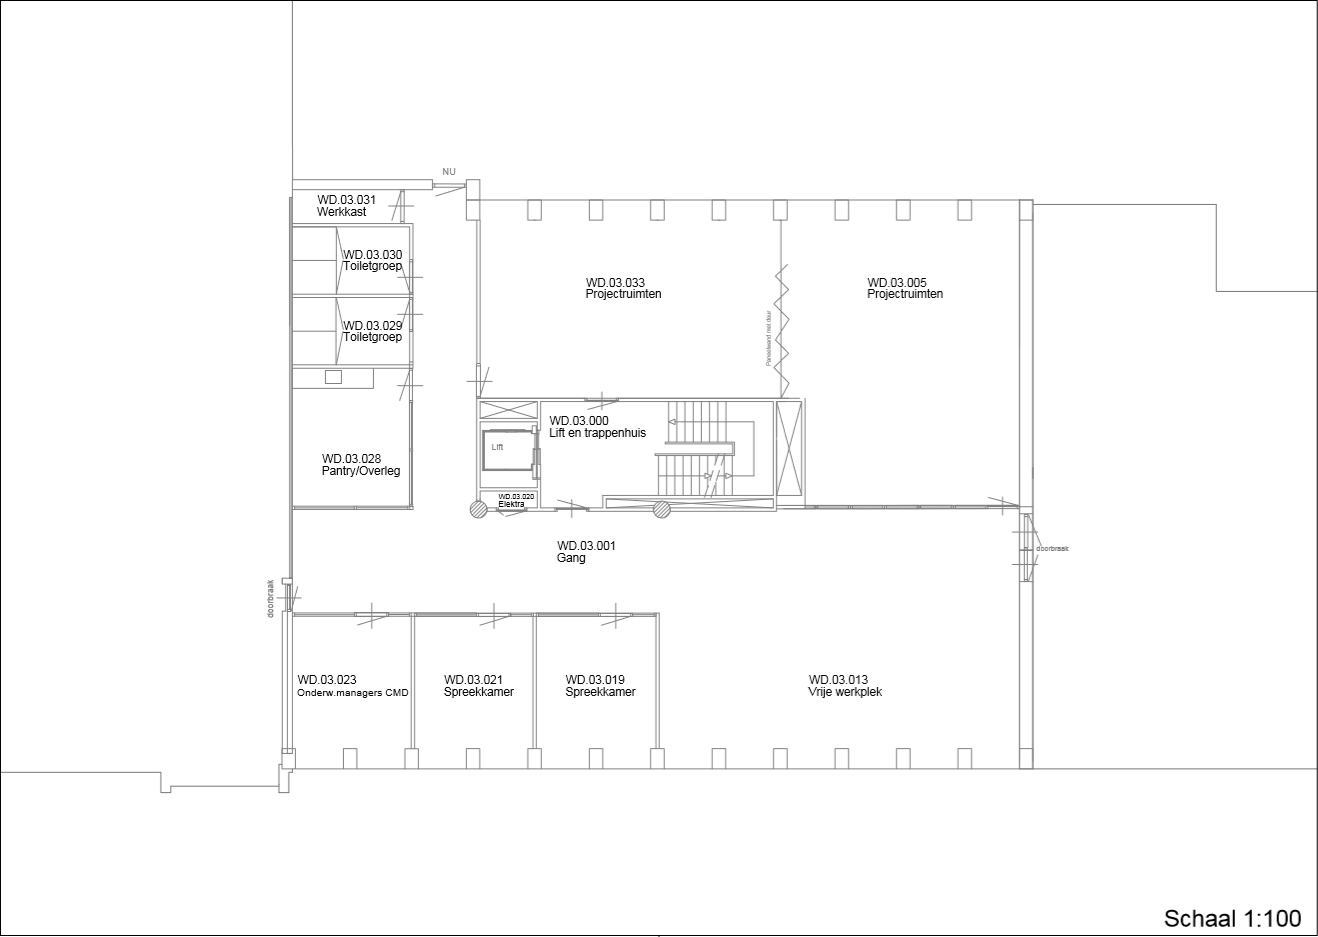 NU
WD.03.031
Werkkast
WD.03.030
Toiletgroep
WD.03.033
Projectruimten
WD.03.005
Projectruimten
WD.03.029
Toiletgroep
Paneelwand met deur
WD.03.000
Lift en trappenhuis
Lift
WD.03.028
Pantry/Overleg
WD.03.020
Elektra
WD.03.001
Gang
doorbraak
doorbraak
WD.03.023
Onderw.managers CMD
WD.03.021
Spreekkamer
WD.03.019
Spreekkamer
WD.03.013
Vrije werkplek
Schaal 1:100